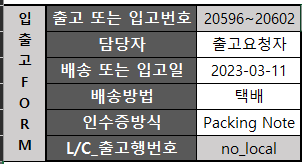 입출고FORM
출고 또는 입고번호 20596~20602
담당자 출고요청자
배송 또는 입고일 2023-03-11
배송방법 택배
인수증방식 Packing Note
L/C_출고행번호 no_local